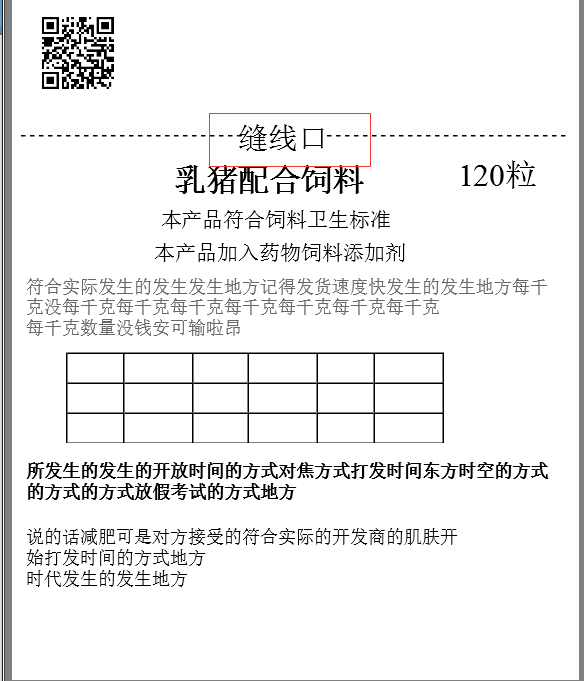 缝线口
乳猪配合饲料 120粒
本产品符合饲料卫生标准
本产品加入药物饲料添加剂
符合实际发生的发生发生地方记得发货速度快发生的发生地方每千
克没每千克每千克每千克每千克每千克每千克每千克
每千克数量没钱安可输啦昂
所发生的发生的开放时间的方式对焦方式打发时间东方时空的方式
的方式的方式放假考试的方式地方
说的话减肥可是对方接受的符合实际的开发商的肌肤开
始打发时间的方式地方
时代发生的发生地方